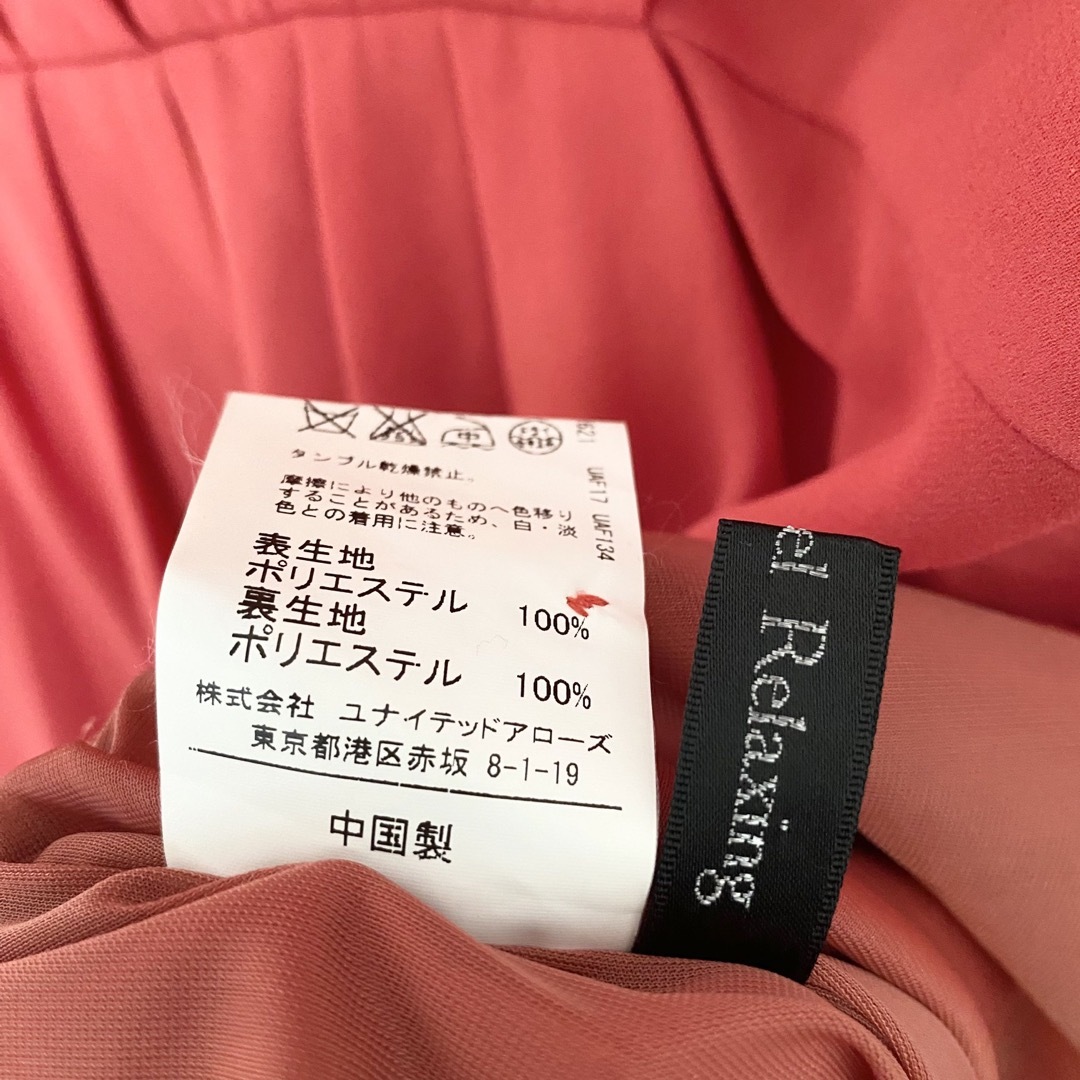 タンブル乾燥禁止。
摩擦により他のものへ色移り
することがあるため、白・淡
色との着用に注意。
表生地
ポリエステル 100%
裏生地
ポリエステル 100%
株式会社 ユナイテッドアローズ
東京都港区赤坂 8-1-19
中国製
621 UAF17 UAF134
Relaxing